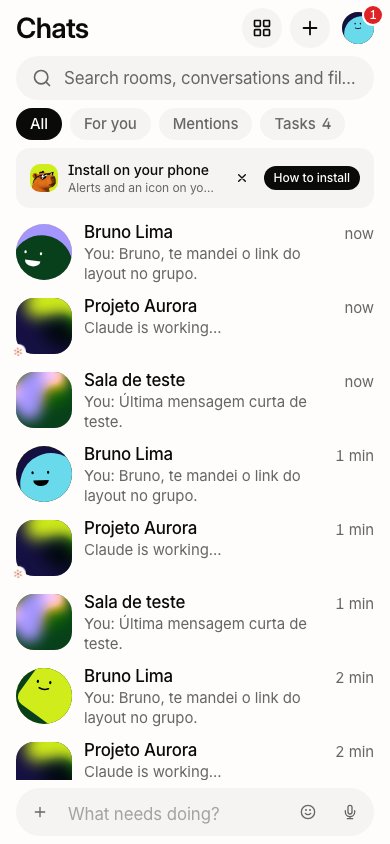 Chats
1
Search rooms, conversations and fil...
All
For you
Mentions
Tasks 4
Install on your phone
Alerts and an icon on yo...
How to install
Bruno Lima
now
You: Bruno, te mandei o link do
layout no grupo.
Projeto Aurora
now
Claude is working...
Sala de teste
now
You: Última mensagem curta de
teste.
Bruno Lima
1 min
You: Bruno, te mandei o link do
layout no grupo.
Projeto Aurora
1 min
Claude is working...
Sala de teste
1 min
You: Última mensagem curta de
teste.
Bruno Lima
2 min
You: Bruno, te mandei o link do
layout no grupo.
Projeto Aurora
2 min
Claude is working...
What needs doing?